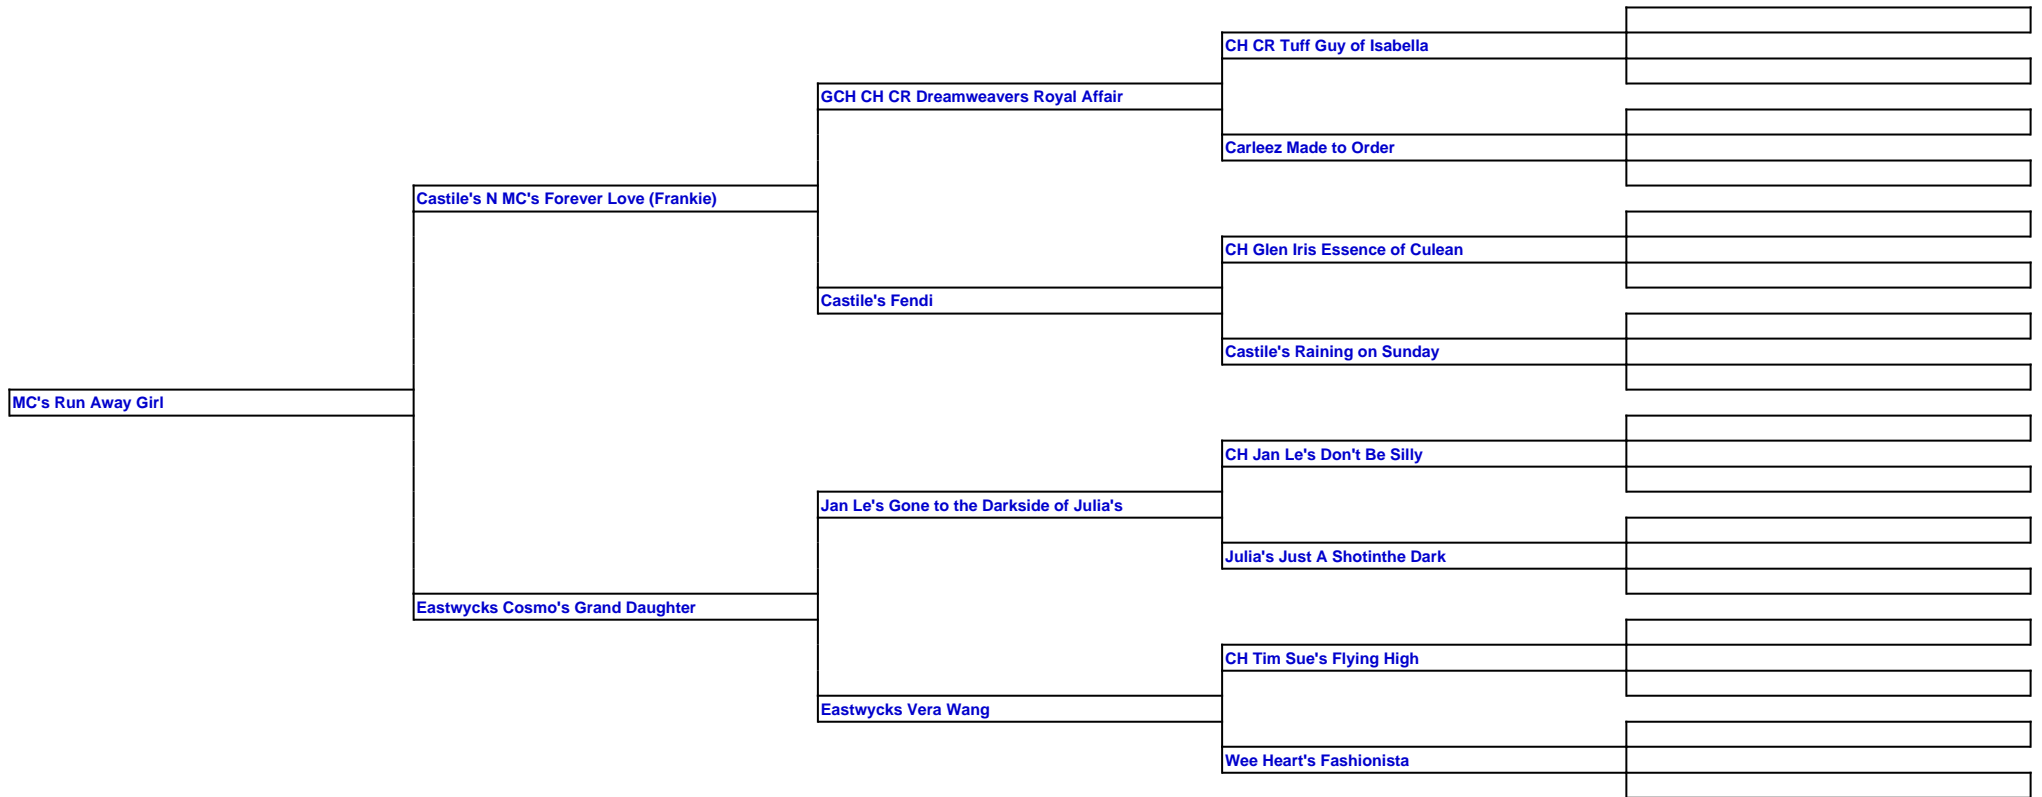 CH CR Tuff Guy of Isabella
GCH CH CR Dreamweavers Royal Affair
Carleez Made to Order
Castile's N MC's Forever Love (Frankie)
CH Glen Iris Essence of Culean
Castile's Fendi
Castile's Raining on Sunday
MC's Run Away Girl
CH Jan Le's Don't Be Silly
Jan Le's Gone to the Darkside of Julia's
Julia's Just A Shotinthe Dark
Eastwycks Cosmo's Grand Daughter
CH Tim Sue's Flying High
Eastwycks Vera Wang
Wee Heart's Fashionista